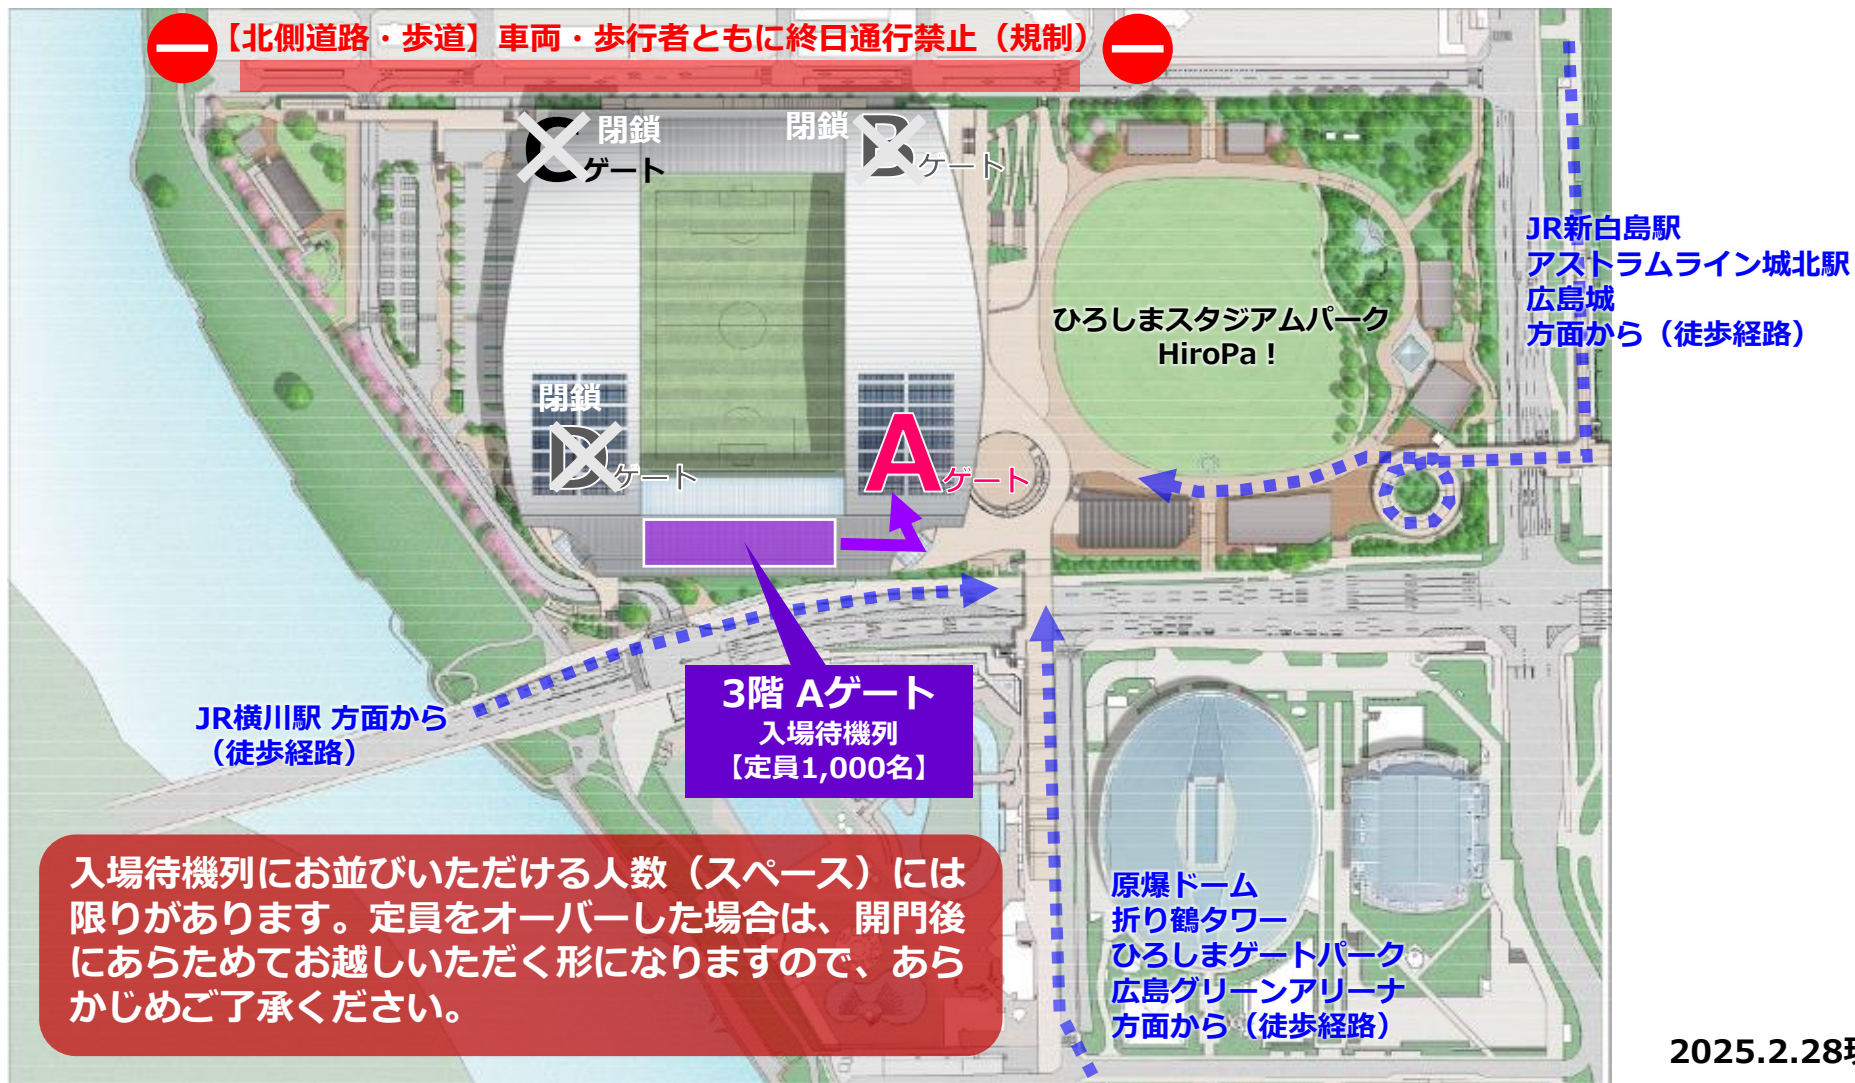 【北側道路・歩道】車両・歩行者ともに終日通行禁止（規制）
C
閉鎖
ゲート
閉鎖
B
ゲート
JR新白島駅
アストラムライン城北駅
広島城
方面から（徒歩経路）
ひろしまスタジアムパーク
HiroPa！
閉鎖
D
ゲート
A
ゲート
3階 Aゲート
入場待機列
【定員1,000名】
JR横川駅 方面から
（徒歩経路）
入場待機列にお並びいただける人数（スペース）には
限りがあります。定員をオーバーした場合は、開門後
にあらためてお越しいただく形になりますので、あら
かじめご了承ください。
原爆ドーム
折り鶴タワー
ひろしまゲートパーク
広島グリーンアリーナ
方面から（徒歩経路）
2025.2.28